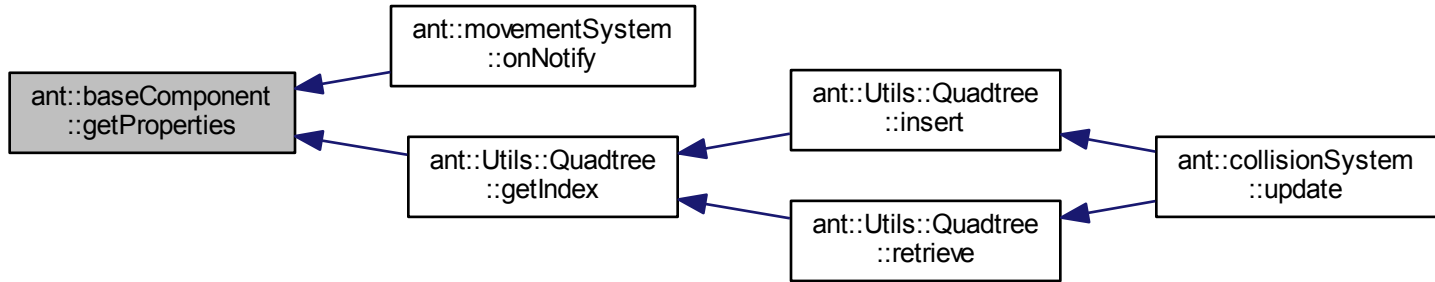 ant::baseComponent
::getProperties
ant::movementSystem
::onNotify
ant::Utils::Quadtree
::getIndex
ant::Utils::Quadtree
::insert
ant::Utils::Quadtree
::retrieve
ant::collisionSystem
::update